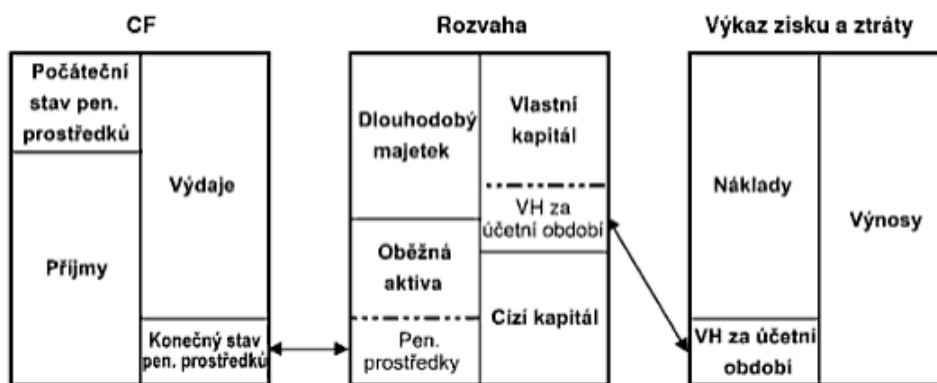 CF
Počáteční
stav pen.
prostředků
Příjmy
Výdaje
Konečný stav
pen. prostředků
Rozvaha
Dlouhodobý
majetek
Oběžná
aktiva
Pen.
prostředky
Vlastní
kapitál
VH za
účetní období
Cizí kapitál
Výkaz zisku a ztráty
Náklady
VH za účetní
období
Výnosy